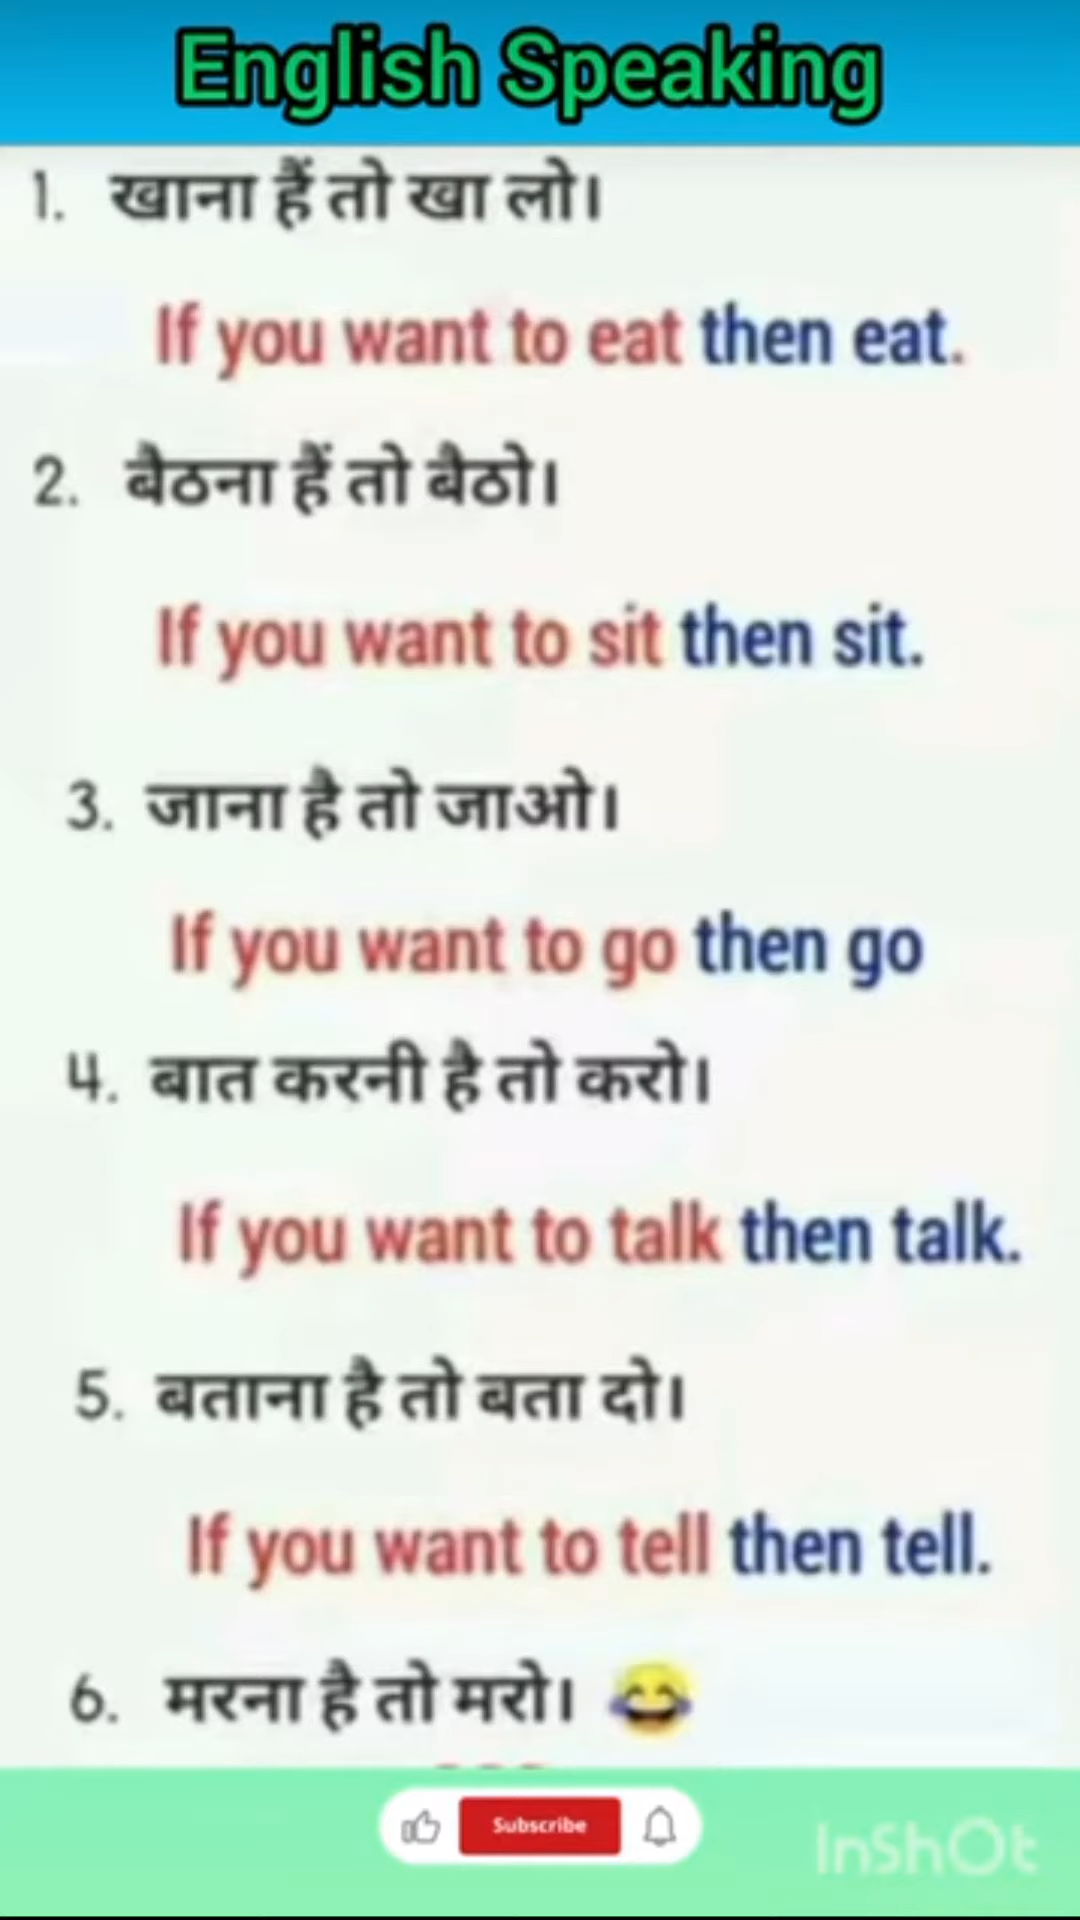 English Speaking
1. खाना हैं तो खा लो।
If you want to eat then eat.
2. बैठना हैं तो बैठो।
If you want to sit then sit.
3. जाना है तो जाओ।
If you want to go then go
4. बात करनी है तो करो।
If you want to talk then talk.
5. बताना है तो बता दो।
If you want to tell then tell.
6. मरना है तो मरो। 😂
Subscribe
InShOt